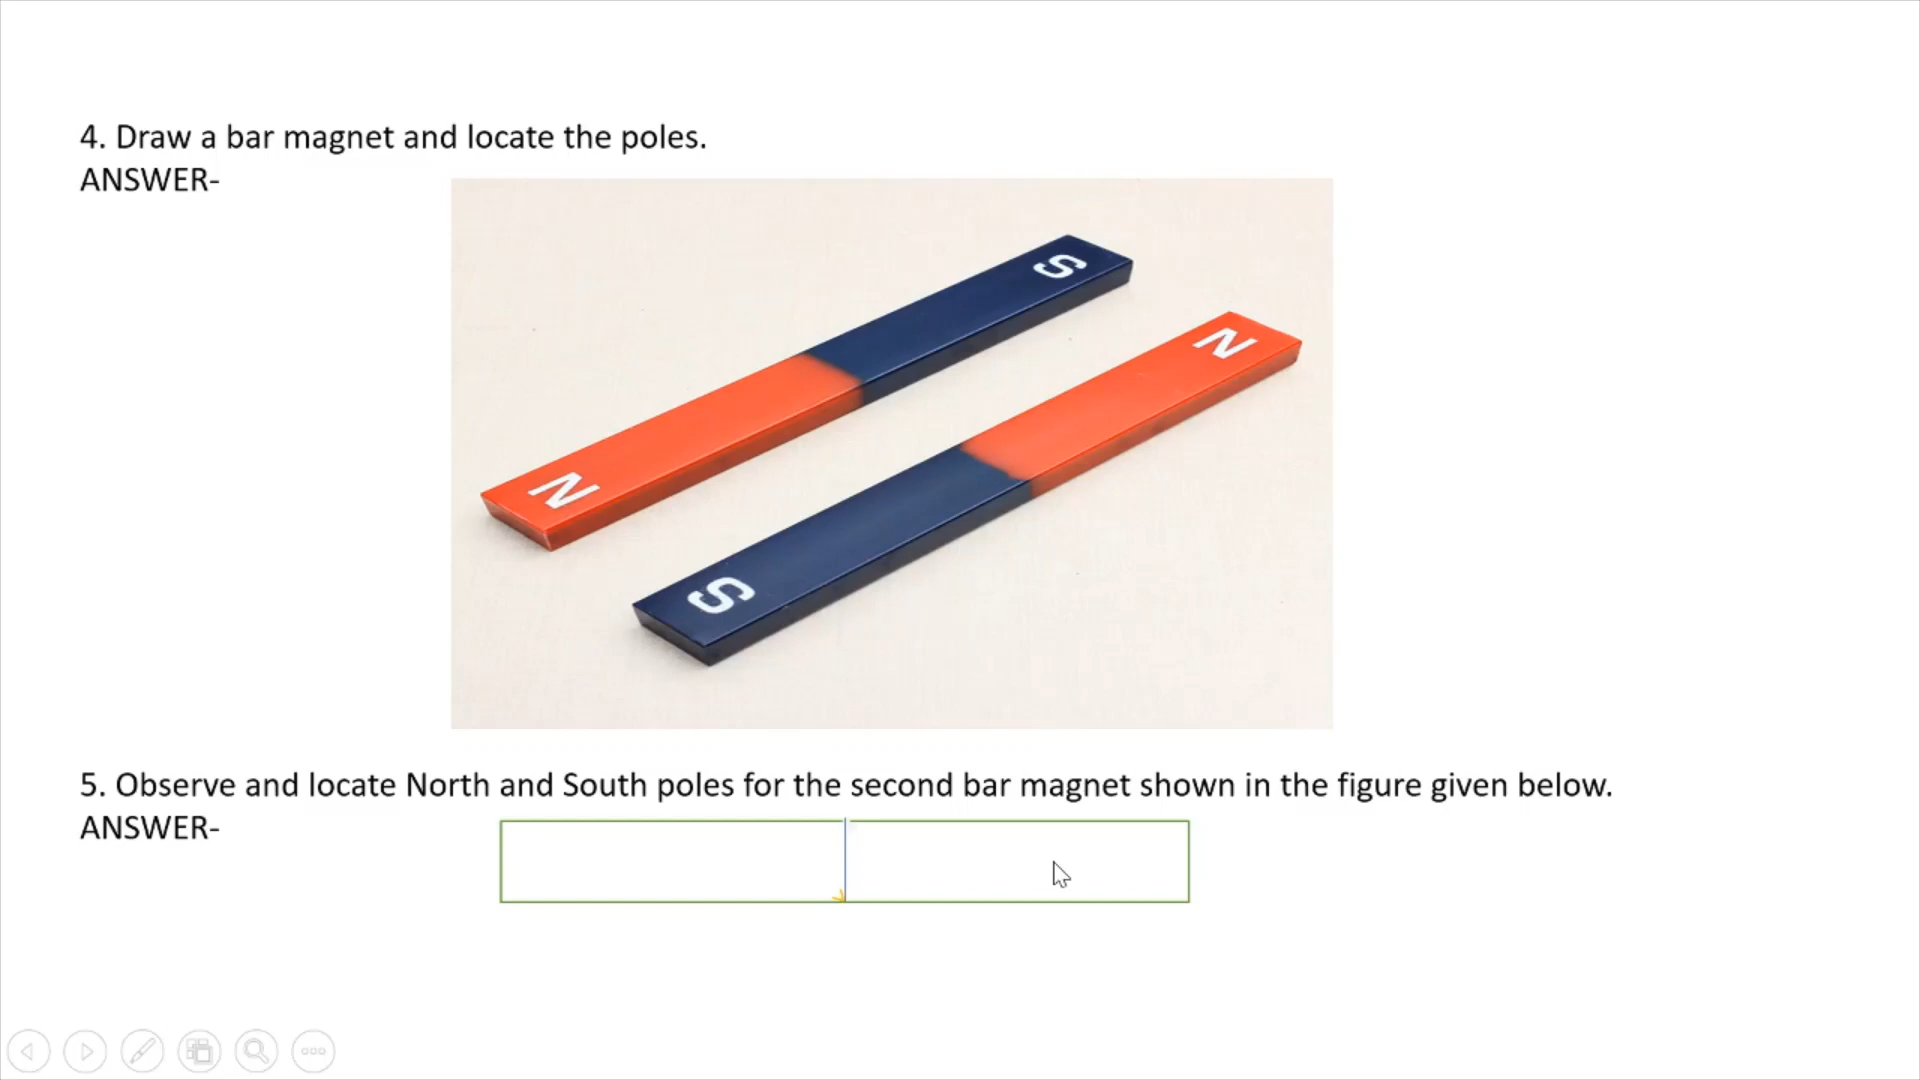 4. Draw a bar magnet and locate the poles.
ANSWER-
S
N
N
S
5. Observe and locate North and South poles for the second bar magnet shown in the figure given below.
ANSWER-